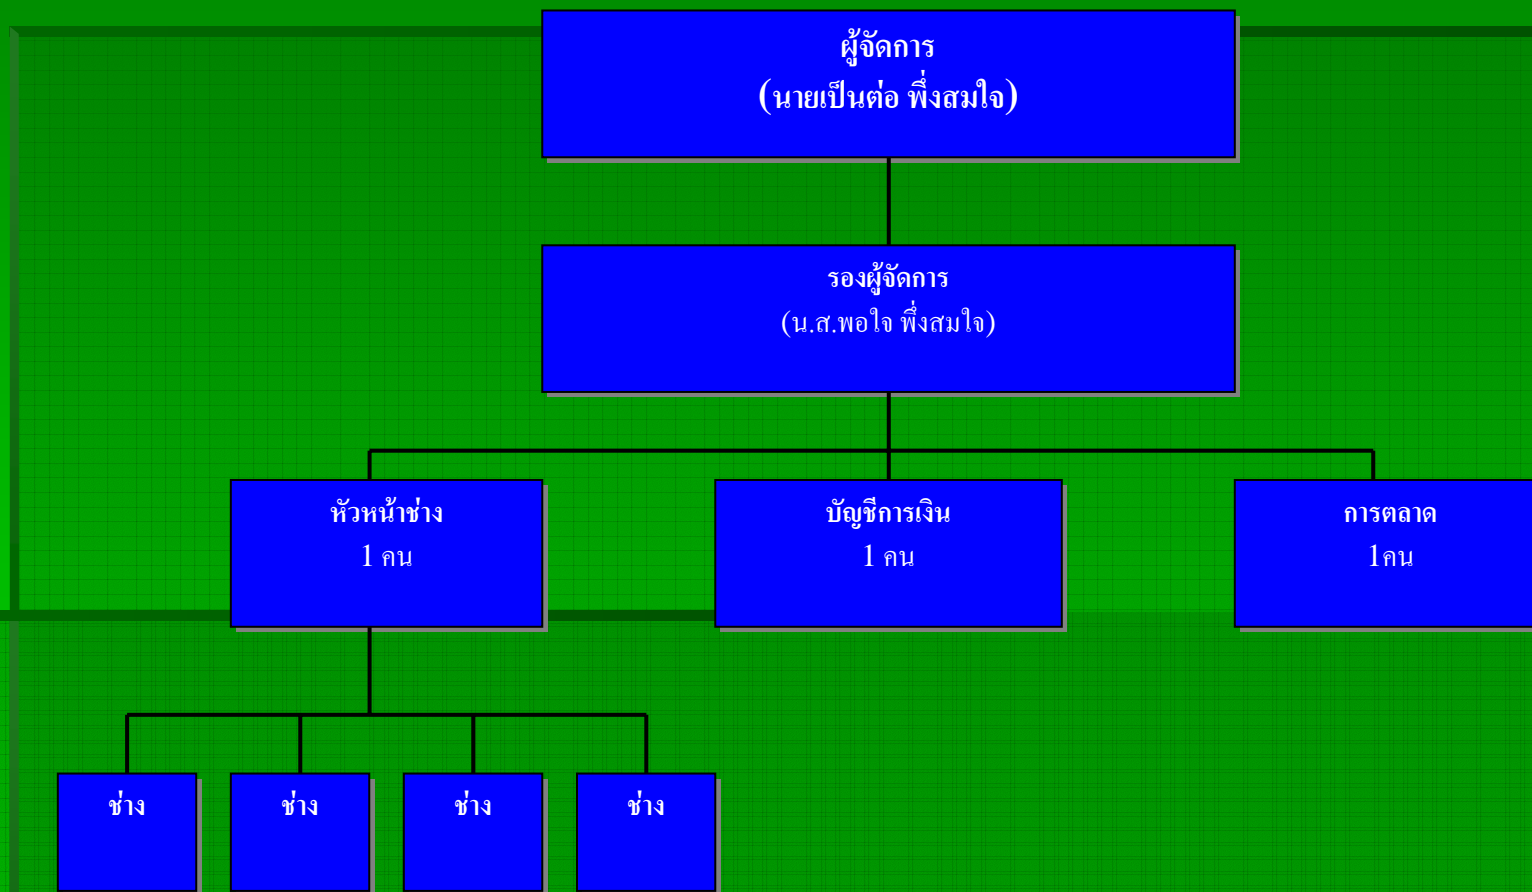 ผู้จัดการ
(นายเป็นต่อ พึ่งสมใจ)
รองผู้จัดการ
(น.ส.พอใจ พึ่งสมใจ)
หัวหน้าช่าง
1 คน
บัญชีการเงิน
1 คน
การตลาด
1คน
ช่าง
ช่าง
ช่าง
ช่าง